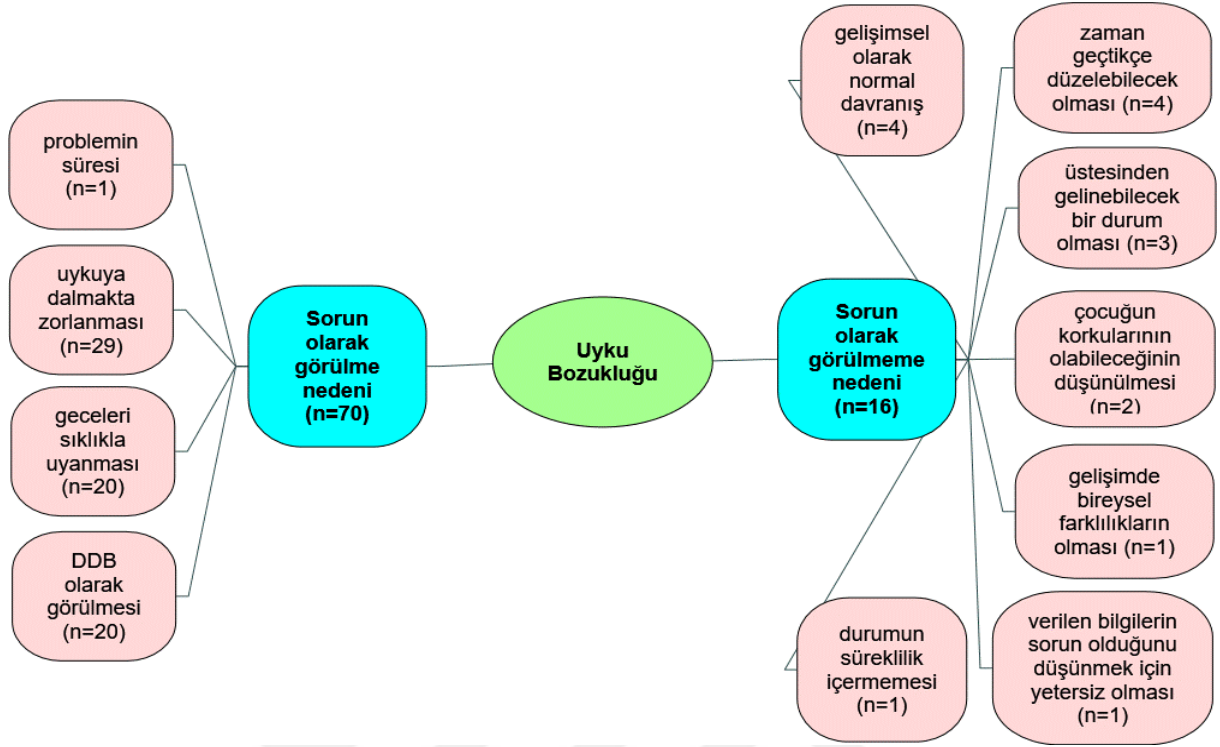 problemin
süresi
(n=1)
uykuya
dalmakta
zorlanması
(n=29)
geceleri
sıklıkla
uyanması
(n=20)
DDB
olarak
görülmesi
(n=20)
Sorun
olarak
görülme
nedeni
(n=70)
Uyku
Bozukluğu
Sorun
olarak
görülmeme
nedeni
(n=16)
gelişimsel
olarak
normal
davranış
(n=4)
durumun
süreklilik
içermemesi
(n=1)
zaman
geçtikçe
düzelebilecek
olması (n=4)
üstesinden
gelinebilecek
bir durum
olması (n=3)
çocuğun
korkularının
olabileceğinin
düşünülmesi
(n=2)
gelişimde
bireysel
farklılıkların
olması (n=1)
verilen bilgilerin
sorun olduğunu
düşünmek için
yetersiz olması
(n=1)